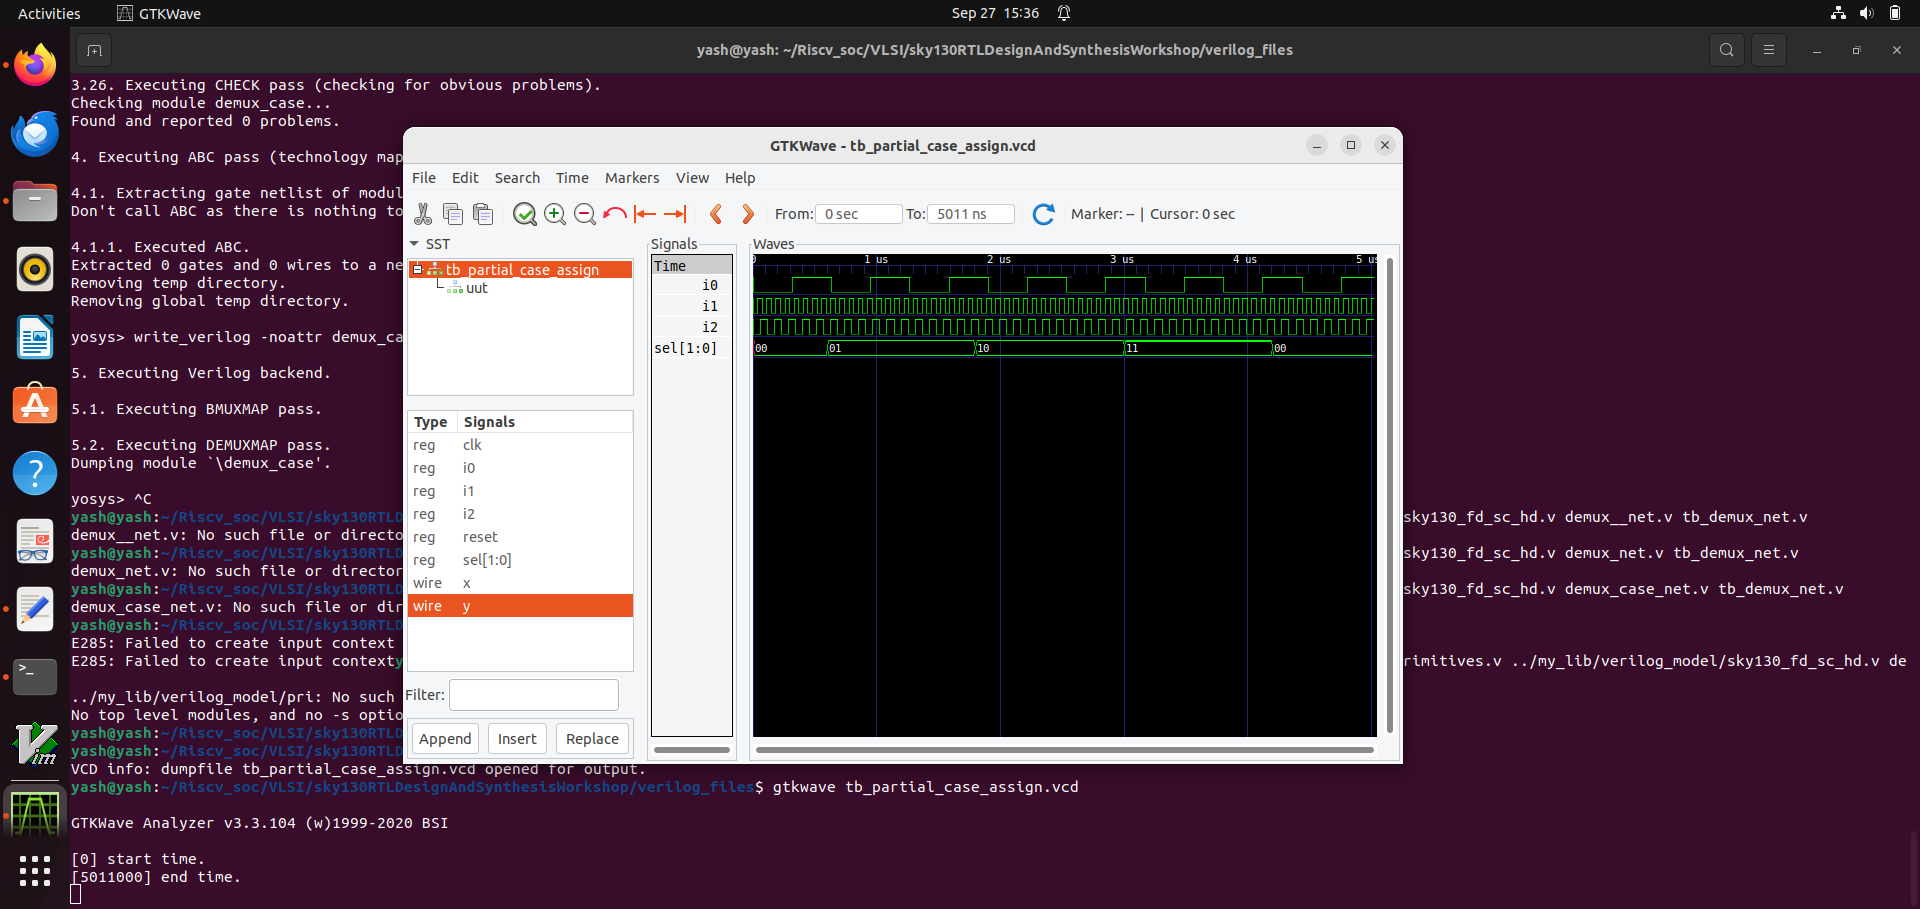 Activities
GTKWave
Sep 27 15:36
yash@yash: ~/Riscv_soc/VLSI/sky130RTLDesignAndSynthesisWorkshop/verilog_files
3.26. Executing CHECK pass (checking for obvious problems).
Checking module demux_case...
Found and reported 0 problems.
4. Executing ABC pass (technology map
4.1. Extracting gate netlist of modul
Don't call ABC as there is nothing to
4.1.1. Executed ABC.
Extracted 0 gates and 0 wires to a ne
Removing temp directory.
Removing global temp directory.
yosys> write_verilog -noattr demux_ca
5. Executing Verilog backend.
5.1. Executing BMUXMAP pass.
5.2. Executing DEMUXMAP pass.
Dumping module `\demux_case'.
yosys> ^C
yash@yash:~/Riscv_soc/VLSI/sky130RTLD
sky130_fd_sc_hd.v demux__net.v tb_demux_net.v
demux__net.v: No such file or directo
yash@yash:~/Riscv_soc/VLSI/sky130RTLD
sky130_fd_sc_hd.v demux_net.v tb_demux_net.v
demux_net.v: No such file or director
yash@yash:~/Riscv_soc/VLSI/sky130RTLD
sky130_fd_sc_hd.v demux_case_net.v tb_demux_net.v
demux_case_net.v: No such file or dir
yash@yash:~/Riscv_soc/VLSI/sky130RTLD
E285: Failed to create input context
E285: Failed to create input contexty
rimitives.v ../my_lib/verilog_model/sky130_fd_sc_hd.v de
../my_lib/verilog_model/pri: No such
No top level modules, and no -s optio
yash@yash:~/Riscv_soc/VLSI/sky130RTLD
yash@yash:~/Riscv_soc/VLSI/sky130RTLD
VCD info: dumpfile tb_partial_case_assign.vcd opened for output.
yash@yash:~/Riscv_soc/VLSI/sky130RTLDesignAndSynthesisWorkshop/verilog_files$ gtkwave tb_partial_case_assign.vcd
GTKWave Analyzer v3.3.104 (w)1999-2020 BSI
[0] start time.
[5011000] end time.
GTKWave - tb_partial_case_assign.vcd
File Edit Search Time Markers View Help
From: 0 sec To: 5011 ns Marker: -- | Cursor: 0 sec
SST
tb_partial_case_assign
uut
Type Signals
reg clk
reg i0
reg i1
reg i2
reg reset
reg sel[1:0]
wire x
wire y
Filter:
Append Insert Replace
Signals
Time
i0
i1
i2
sel[1:0]
Waves
0 1 us 2 us 3 us 4 us 5 us
00 01 10 11 00
>_
Vim